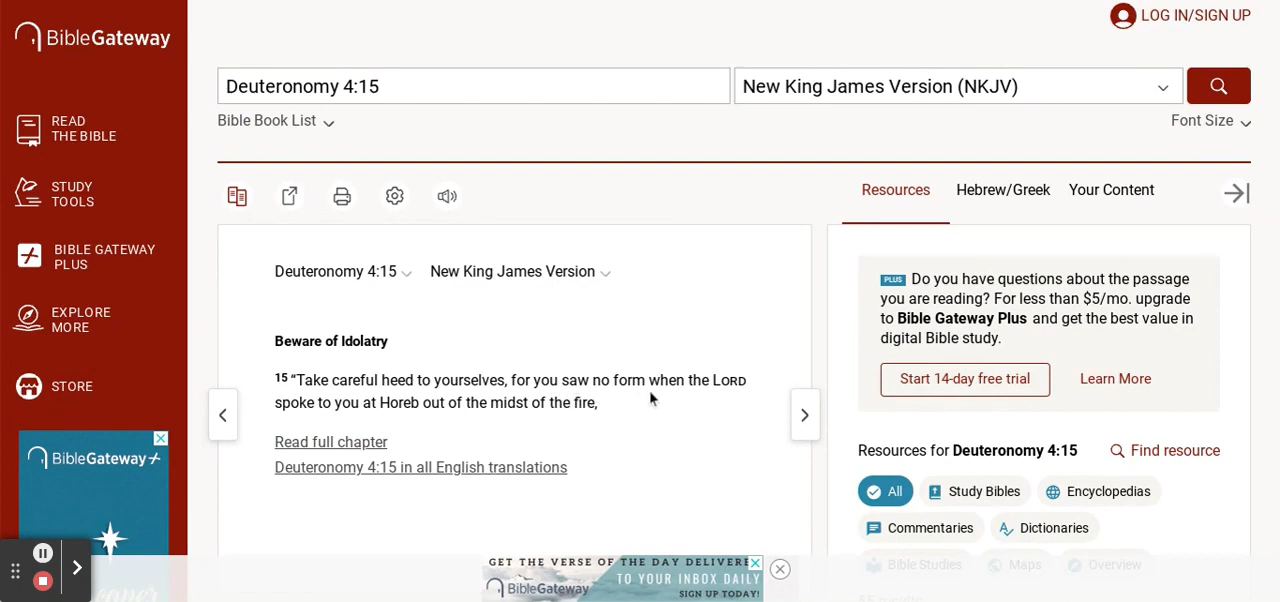 BibleGateway
LOG IN/SIGN UP
Deuteronomy 4:15
New King James Version (NKJV)
Bible Book List
Font Size
READ
THE BIBLE
STUDY
TOOLS
BIBLE GATEWAY
PLUS
EXPLORE
MORE
STORE
BibleGateway+
Resources
Hebrew/Greek
Your Content
Deuteronomy 4:15
New King James Version
Beware of Idolatry
15 “Take careful heed to yourselves, for you saw no form when the LORD
spoke to you at Horeb out of the midst of the fire,
Read full chapter
Deuteronomy 4:15 in all English translations
PLUS Do you have questions about the passage
you are reading? For less than $5/mo. upgrade
to Bible Gateway Plus and get the best value in
digital Bible study.
Start 14-day free trial
Learn More
Resources for Deuteronomy 4:15
Find resource
All
Study Bibles
Encyclopedias
Commentaries
Dictionaries
Bible Studies
Maps
Overview
GET THE VERSE OF THE DAY DELIVERE
TO YOUR INBOX DAILY
BibleGateway
SIGN UP TODAY!